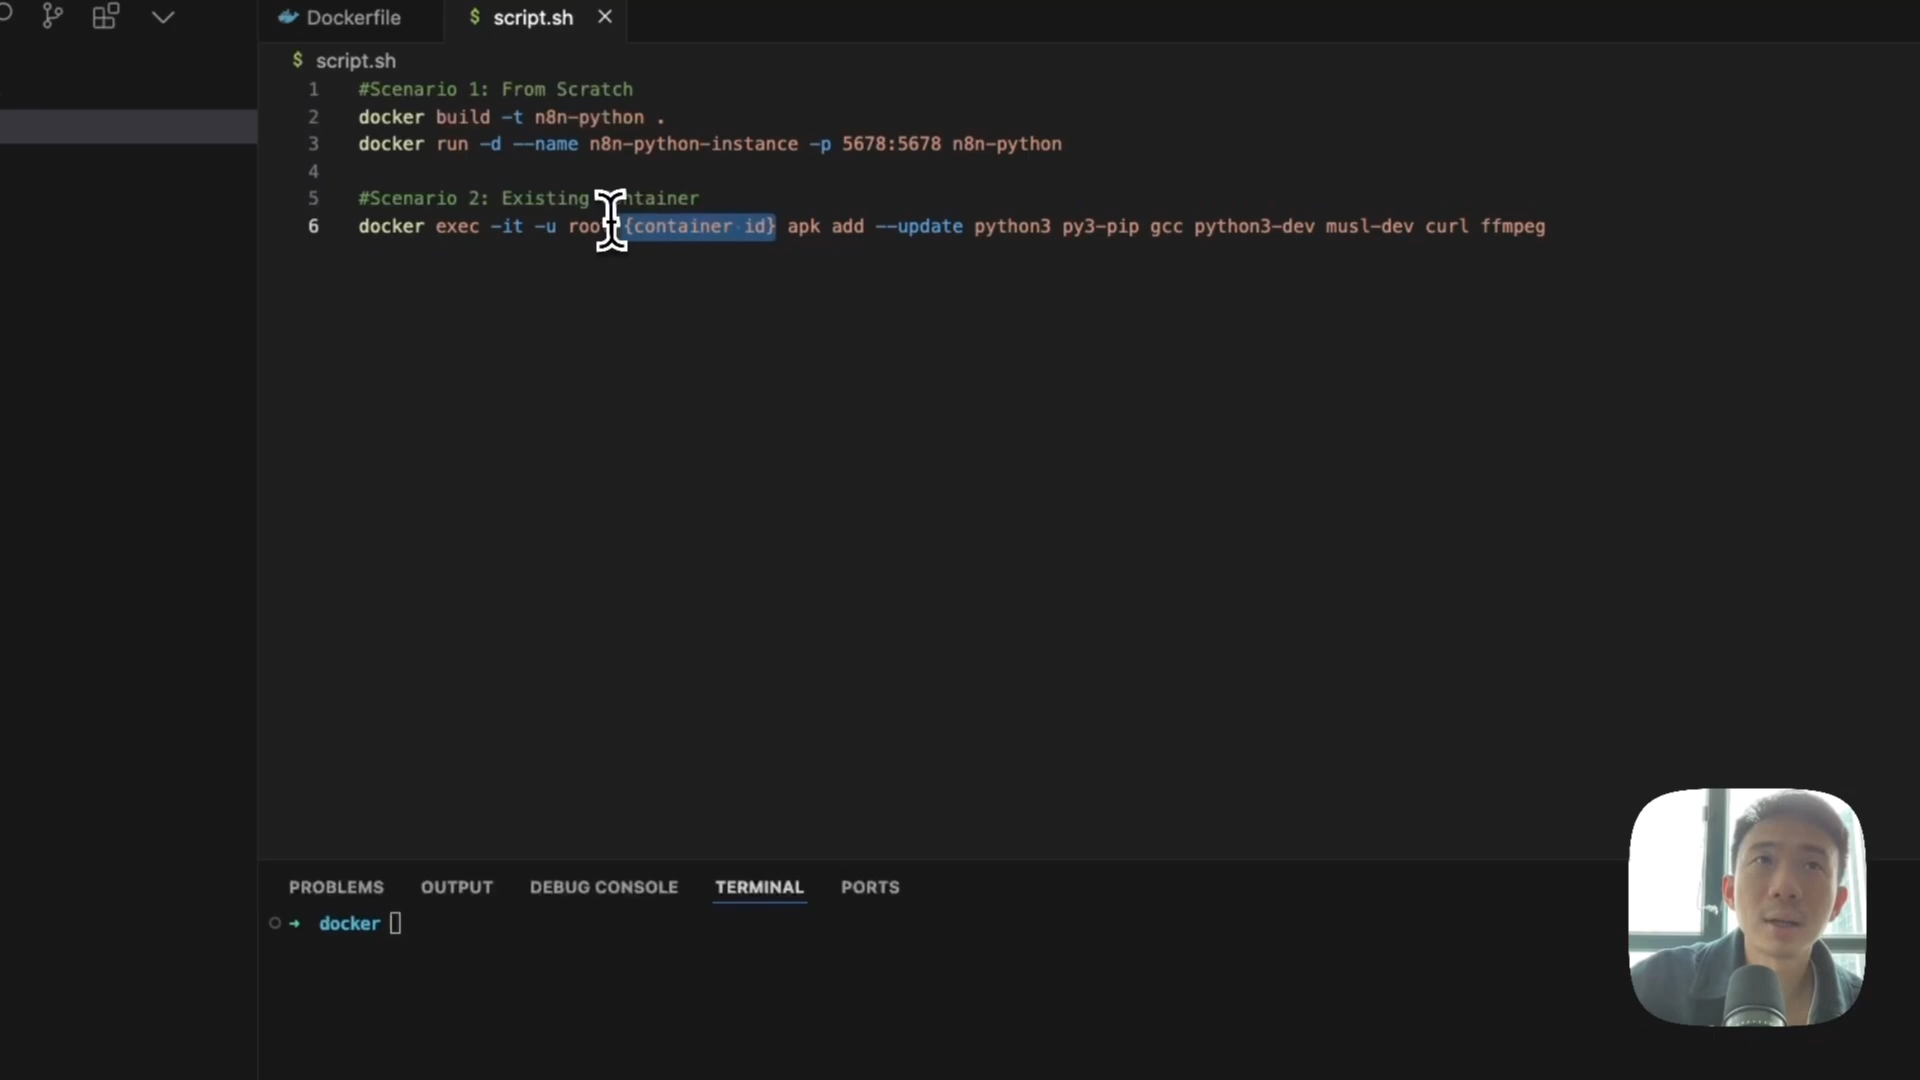 Dockerfile
$ script.sh
$ script.sh
1 #Scenario 1: From Scratch
2 docker build -t n8n-python .
3 docker run -d --name n8n-python-instance -p 5678:5678 n8n-python
4
5 #Scenario 2: Existing ntainer
6 docker exec -it -u roo {container id} apk add --update python3 py3-pip gcc python3-dev musl-dev curl ffmpeg
PROBLEMS OUTPUT DEBUG CONSOLE TERMINAL PORTS
docker